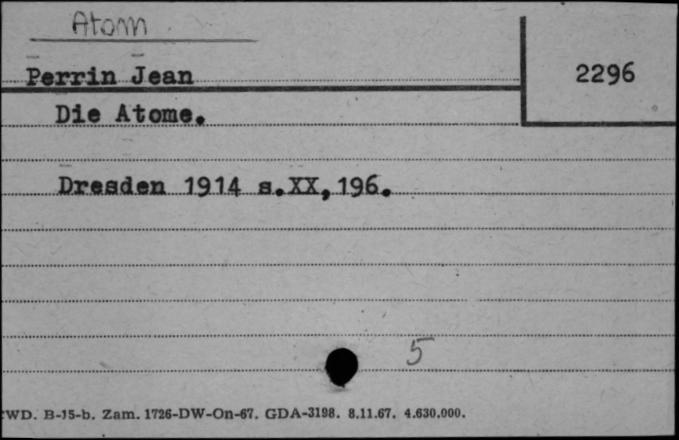 Atom
Perrin Jean
2296
Die Atome.
Dresden 1914 s.XX,196.
5
WD. B-15-b. Zam. 1726-DW-On-67. GDA-3198. 8.11.67. 4.630.000.